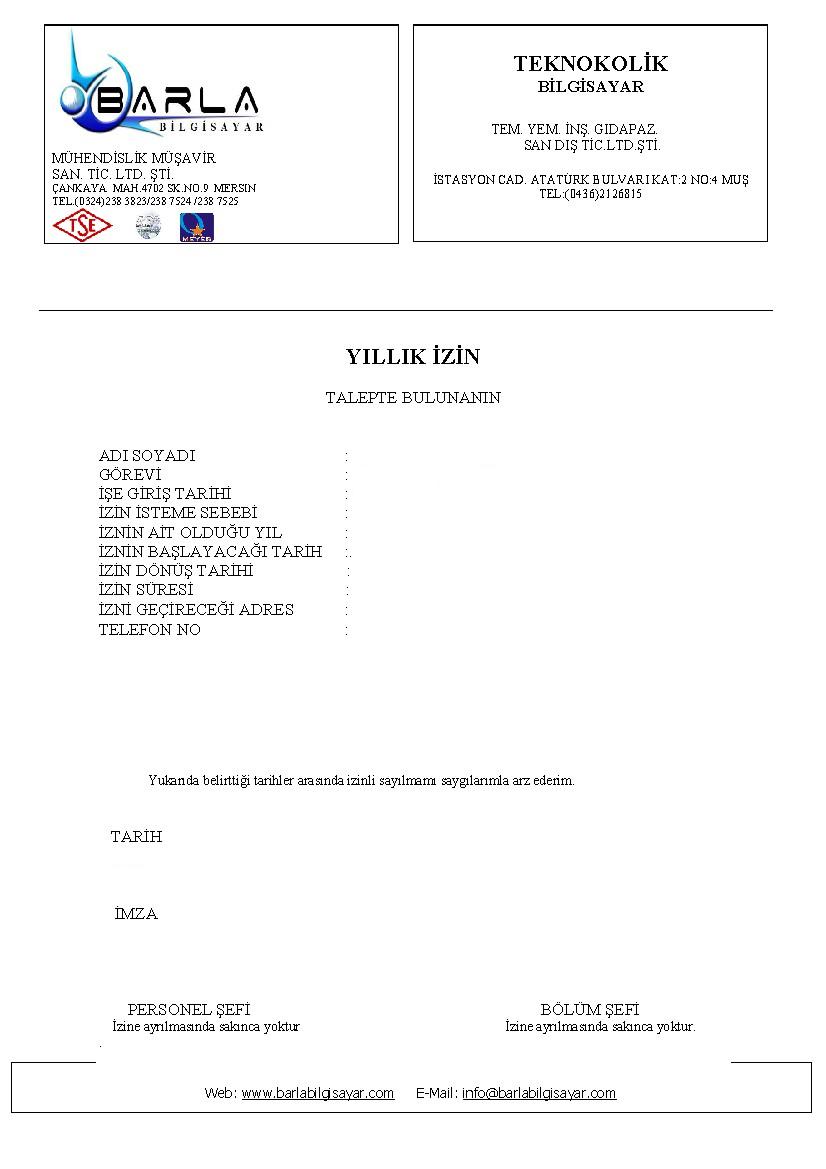 BARLA
BİLGİSAYAR
MÜHENDİSLİK MÜŞAVİR
SAN. TİC. LTD. ŞTİ.
ÇANKAYA MAH.4702 SK.NO.9 MERSIN
TEL.(0324)238 3823/238 7524 /238 7525
TSE
TEKNOKOLİK
BİLGİSAYAR
TEM. YEM. İNŞ. GIDAPAZ.
SAN DIŞ TİC.LTD.ŞTİ.
İSTASYON CAD. ATATÜRK BULVARI KAT:2 NO:4 MUŞ
TEL:(0436)2126815
YILLIK İZİN
TALEPTE BULUNANIN
ADI SOYADI :
GÖREVİ :
İŞE GİRİŞ TARİHİ :
İZİN İSTEME SEBEBİ :
İZNİN AİT OLDUĞU YIL :
İZNİN BAŞLAYACAĞI TARİH :.
İZİN DÖNÜŞ TARİHİ :
İZİN SÜRESİ :
İZNİ GEÇİRECEĞİ ADRES :
TELEFON NO :
Yukarıda belirttiği tarihler arasında izinli sayılmamı saygılarımla arz ederim.
TARİH
İMZA
PERSONEL ŞEFİ BÖLÜM ŞEFİ
İzine ayrılmasında sakınca yoktur İzine ayrılmasında sakınca yoktur.
.
Web: www.barlabilgisayar.com E-Mail: info@barlabilgisayar.com